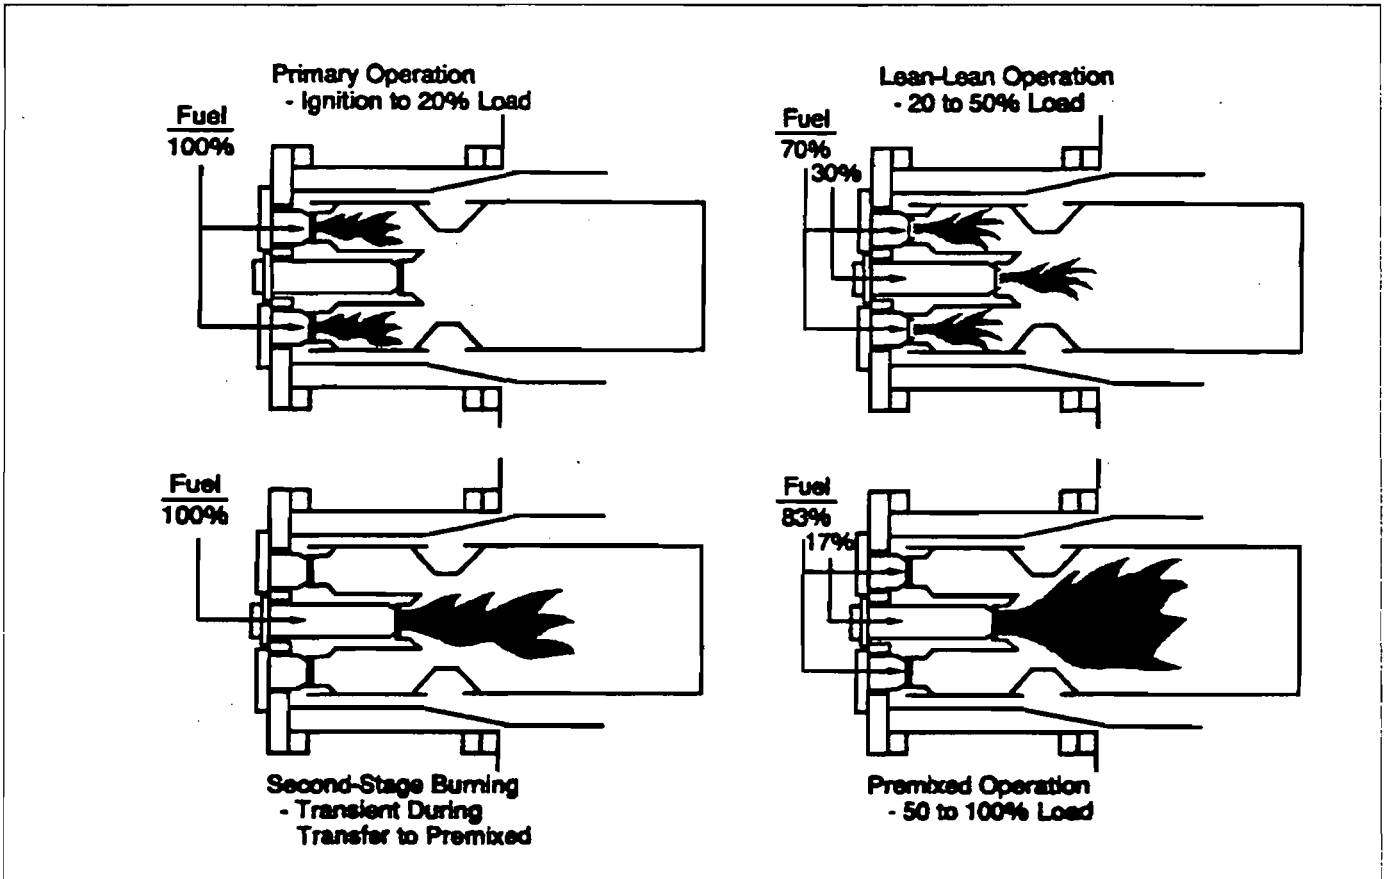 Primary Operation
- Ignition to 20% Load
Fuel
100%
Lean-Lean Operation
- 20 to 50% Load
Fuel
70%
30%
Fuel
100%
Second-Stage Burning
- Transient During
Transfer to Premixed
Fuel
83%
17%
Premixed Operation
- 50 to 100% Load